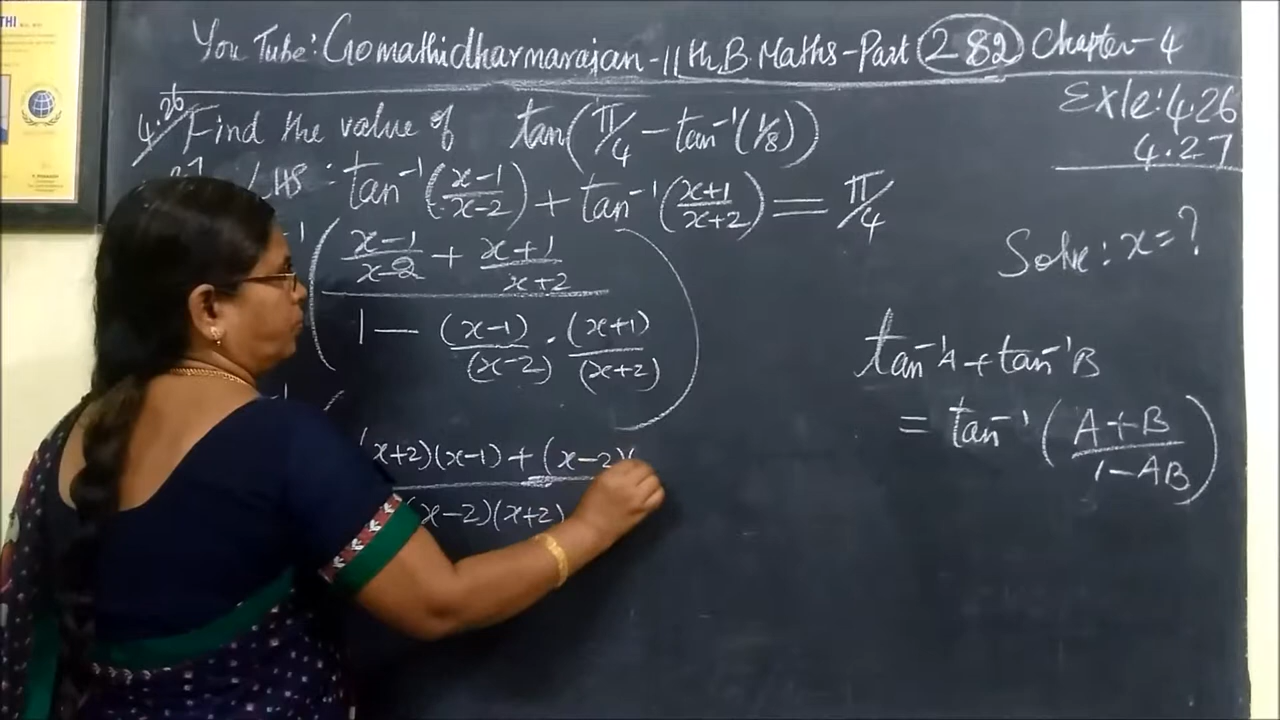 You Tube: Gomathidharmarajan - 11th, B. Maths - Part 282 Chapter - 4
Exle: 4.26
4.27
4.26 Find the value of tan(π/4 - tan⁻¹(1/8))
LHS : tan⁻¹((x-1)/(x-2)) + tan⁻¹((x+1)/(x+2)) = π/4
Solve: x = ?
((x-1)/(x-2) + (x+1)/(x+2))
1 - (x-1)/(x-2) · (x+1)/(x+2)
tan⁻¹A + tan⁻¹B
= tan⁻¹((A+B)/(1-AB))
(x+2)(x-1) + (x-2)(
(x-2)(x+2)
THI